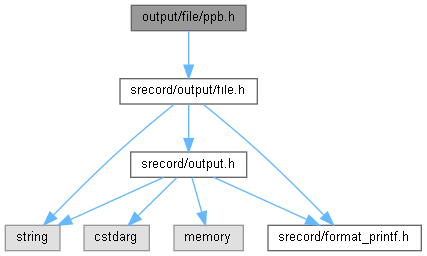 output/file/ppb.h
srecord/output/file.h
srecord/output.h
string
cstdarg
memory
srecord/format_printf.h